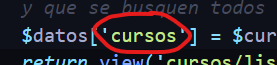 y que se busquen todos
$datos['cursos'] = $cur
return view('cursos/lis